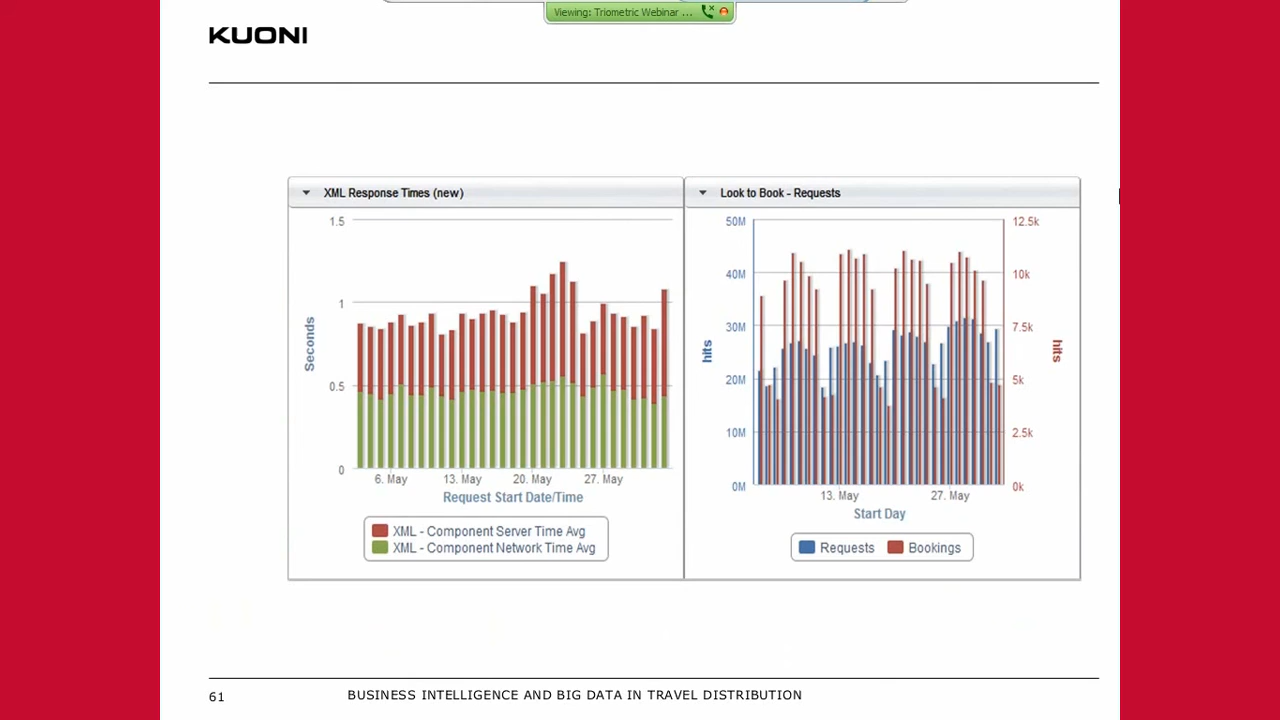 Viewing: Triometric Webinar ...
KUONI
XML Response Times (new)
1.5
1
0.5
0
Seconds
6. May 13. May 20. May 27. May
Request Start Date/Time
XML - Component Server Time Avg
XML - Component Network Time Avg
Look to Book - Requests
50M 12.5k
40M 10k
30M 7.5k
20M 5k
10M 2.5k
0M 0k
hits hits
13. May 27. May
Start Day
Requests Bookings
61 BUSINESS INTELLIGENCE AND BIG DATA IN TRAVEL DISTRIBUTION